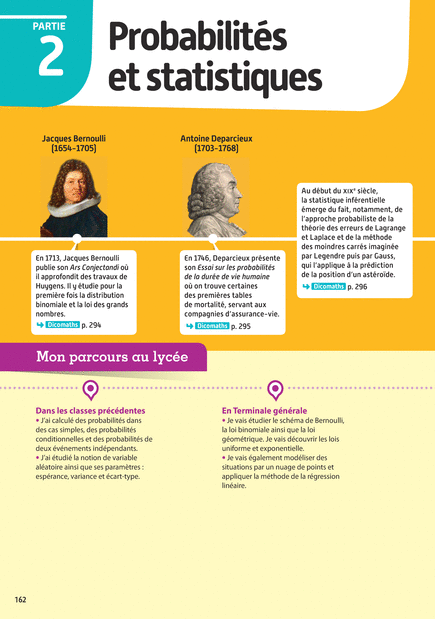 PARTIE
2
Probabilités
et statistiques
Jacques Bernoulli
(1654-1705)
Antoine Deparcieux
(1703-1768)
En 1713, Jacques Bernoulli
publie son Ars Conjectandi où
il approfondit des travaux de
Huygens. Il y étudie pour la
première fois la distribution
binomiale et la loi des grands
nombres.
Dicomaths p. 294
En 1746, Deparcieux présente
son Essai sur les probabilités
de la durée de vie humaine
où on trouve certaines
des premières tables
de mortalité, servant aux
compagnies d'assurance-vie.
Dicomaths p. 295
Au début du XIXe siècle,
la statistique inférentielle
émerge du fait, notamment, de
l'approche probabiliste de la
théorie des erreurs de Lagrange
et Laplace et de la méthode
des moindres carrés imaginée
par Legendre puis par Gauss,
qui l'applique à la prédiction
de la position d'un astéroïde.
Dicomaths p. 296
Mon parcours au lycée
Dans les classes précédentes
• J'ai calculé des probabilités dans
des cas simples, des probabilités
conditionnelles et des probabilités de
deux événements indépendants.
• J'ai étudié la notion de variable
aléatoire ainsi que ses paramètres :
espérance, variance et écart-type.
En Terminale générale
• Je vais étudier le schéma de Bernoulli,
la loi binomiale ainsi que la loi
géométrique. Je vais découvrir les lois
uniforme et exponentielle.
• Je vais également modéliser des
situations par un nuage de points et
appliquer la méthode de la régression
linéaire.
162